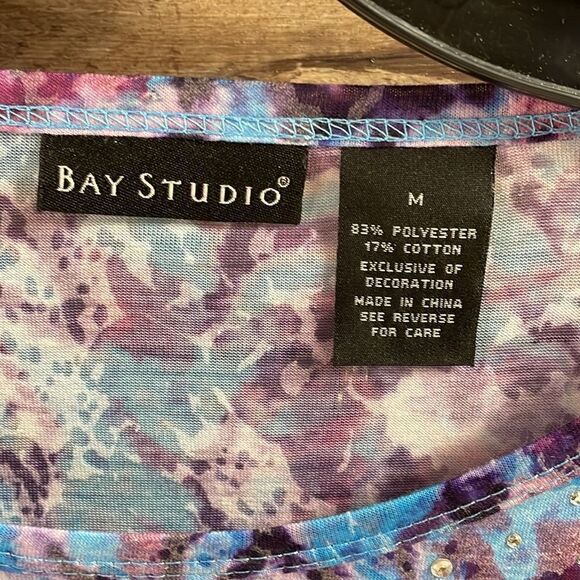 BAY STUDIO®
M
83% POLYESTER
17% COTTON
EXCLUSIVE OF
DECORATION
MADE IN CHINA
SEE REVERSE
FOR CARE